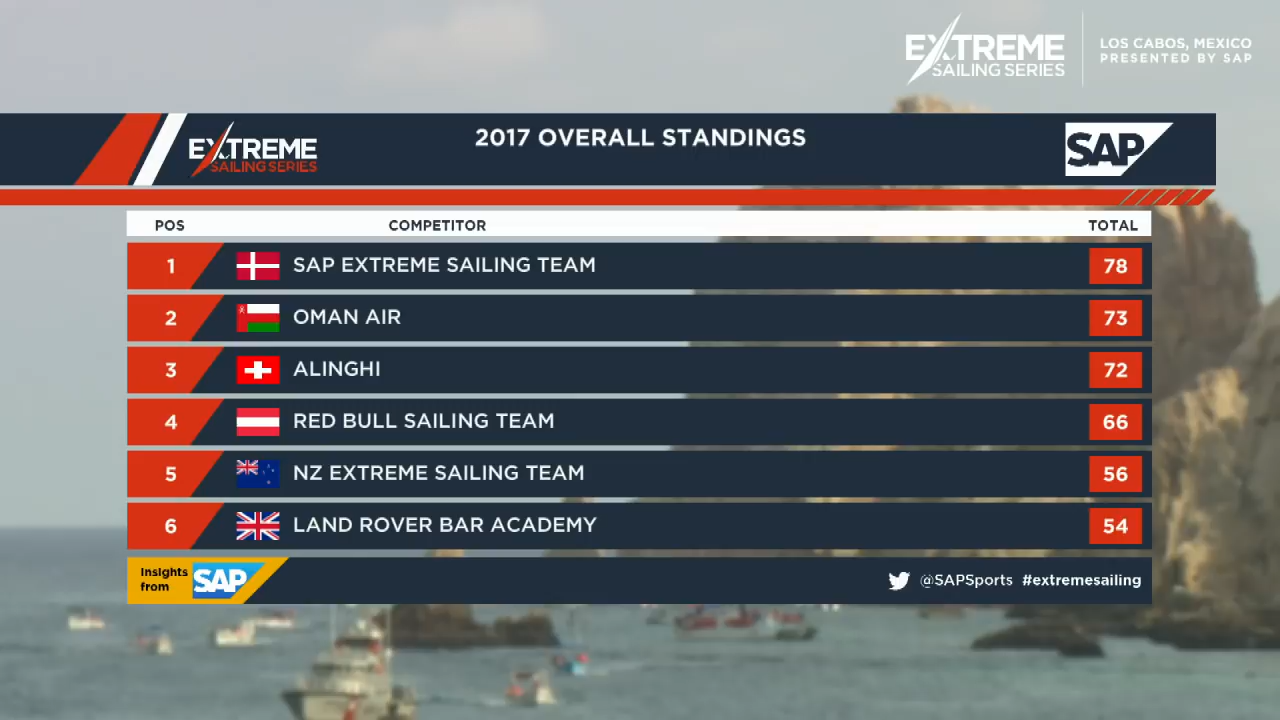 EXTREME
SAILING SERIES
LOS CABOS, MEXICO
PRESENTED BY SAP
EXTREME
SAILING SERIES
2017 OVERALL STANDINGS
SAP
POS COMPETITOR TOTAL
1 SAP EXTREME SAILING TEAM 78
2 OMAN AIR 73
3 ALINGHI 72
4 RED BULL SAILING TEAM 66
5 NZ EXTREME SAILING TEAM 56
6 LAND ROVER BAR ACADEMY 54
Insights
from
SAP
@SAPSports #extremesailing